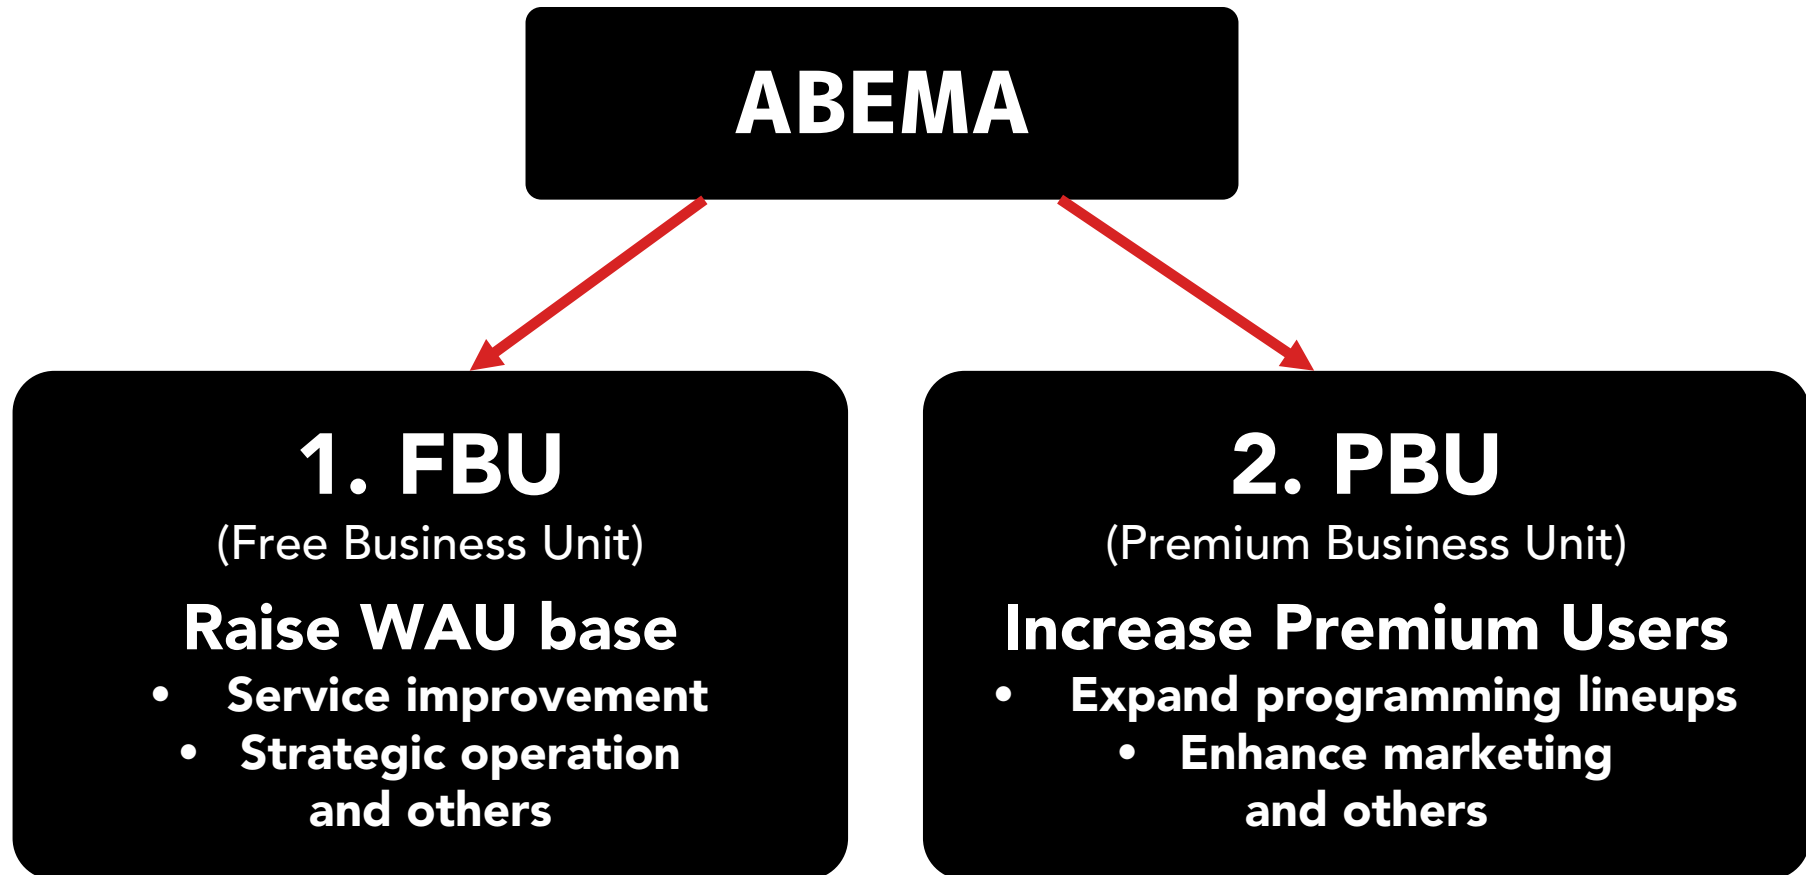 ABEMA
1. FBU
(Free Business Unit)
Raise WAU base
• Service improvement
• Strategic operation
and others
2. PBU
(Premium Business Unit)
Increase Premium Users
• Expand programming lineups
• Enhance marketing
and others